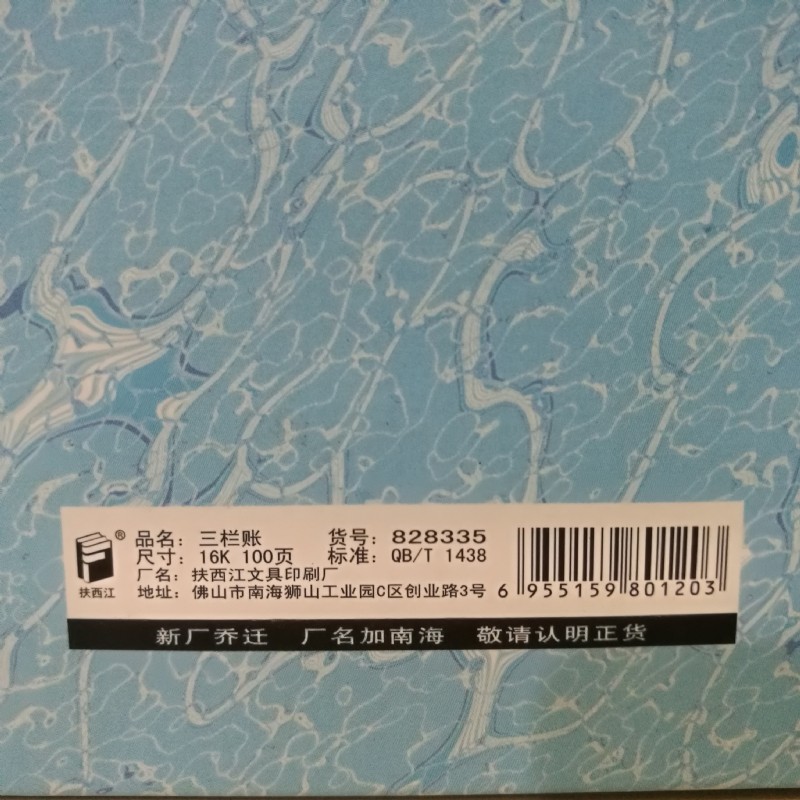 ®
扶西江
品名：三栏账 货号：828335
尺寸：16K 100页 标准：QB/T 1438
厂名：扶西江文具印刷厂
地址：佛山市南海狮山工业园C区创业路3号
6 955159 801203
新厂乔迁 厂名加南海 敬请认明正货